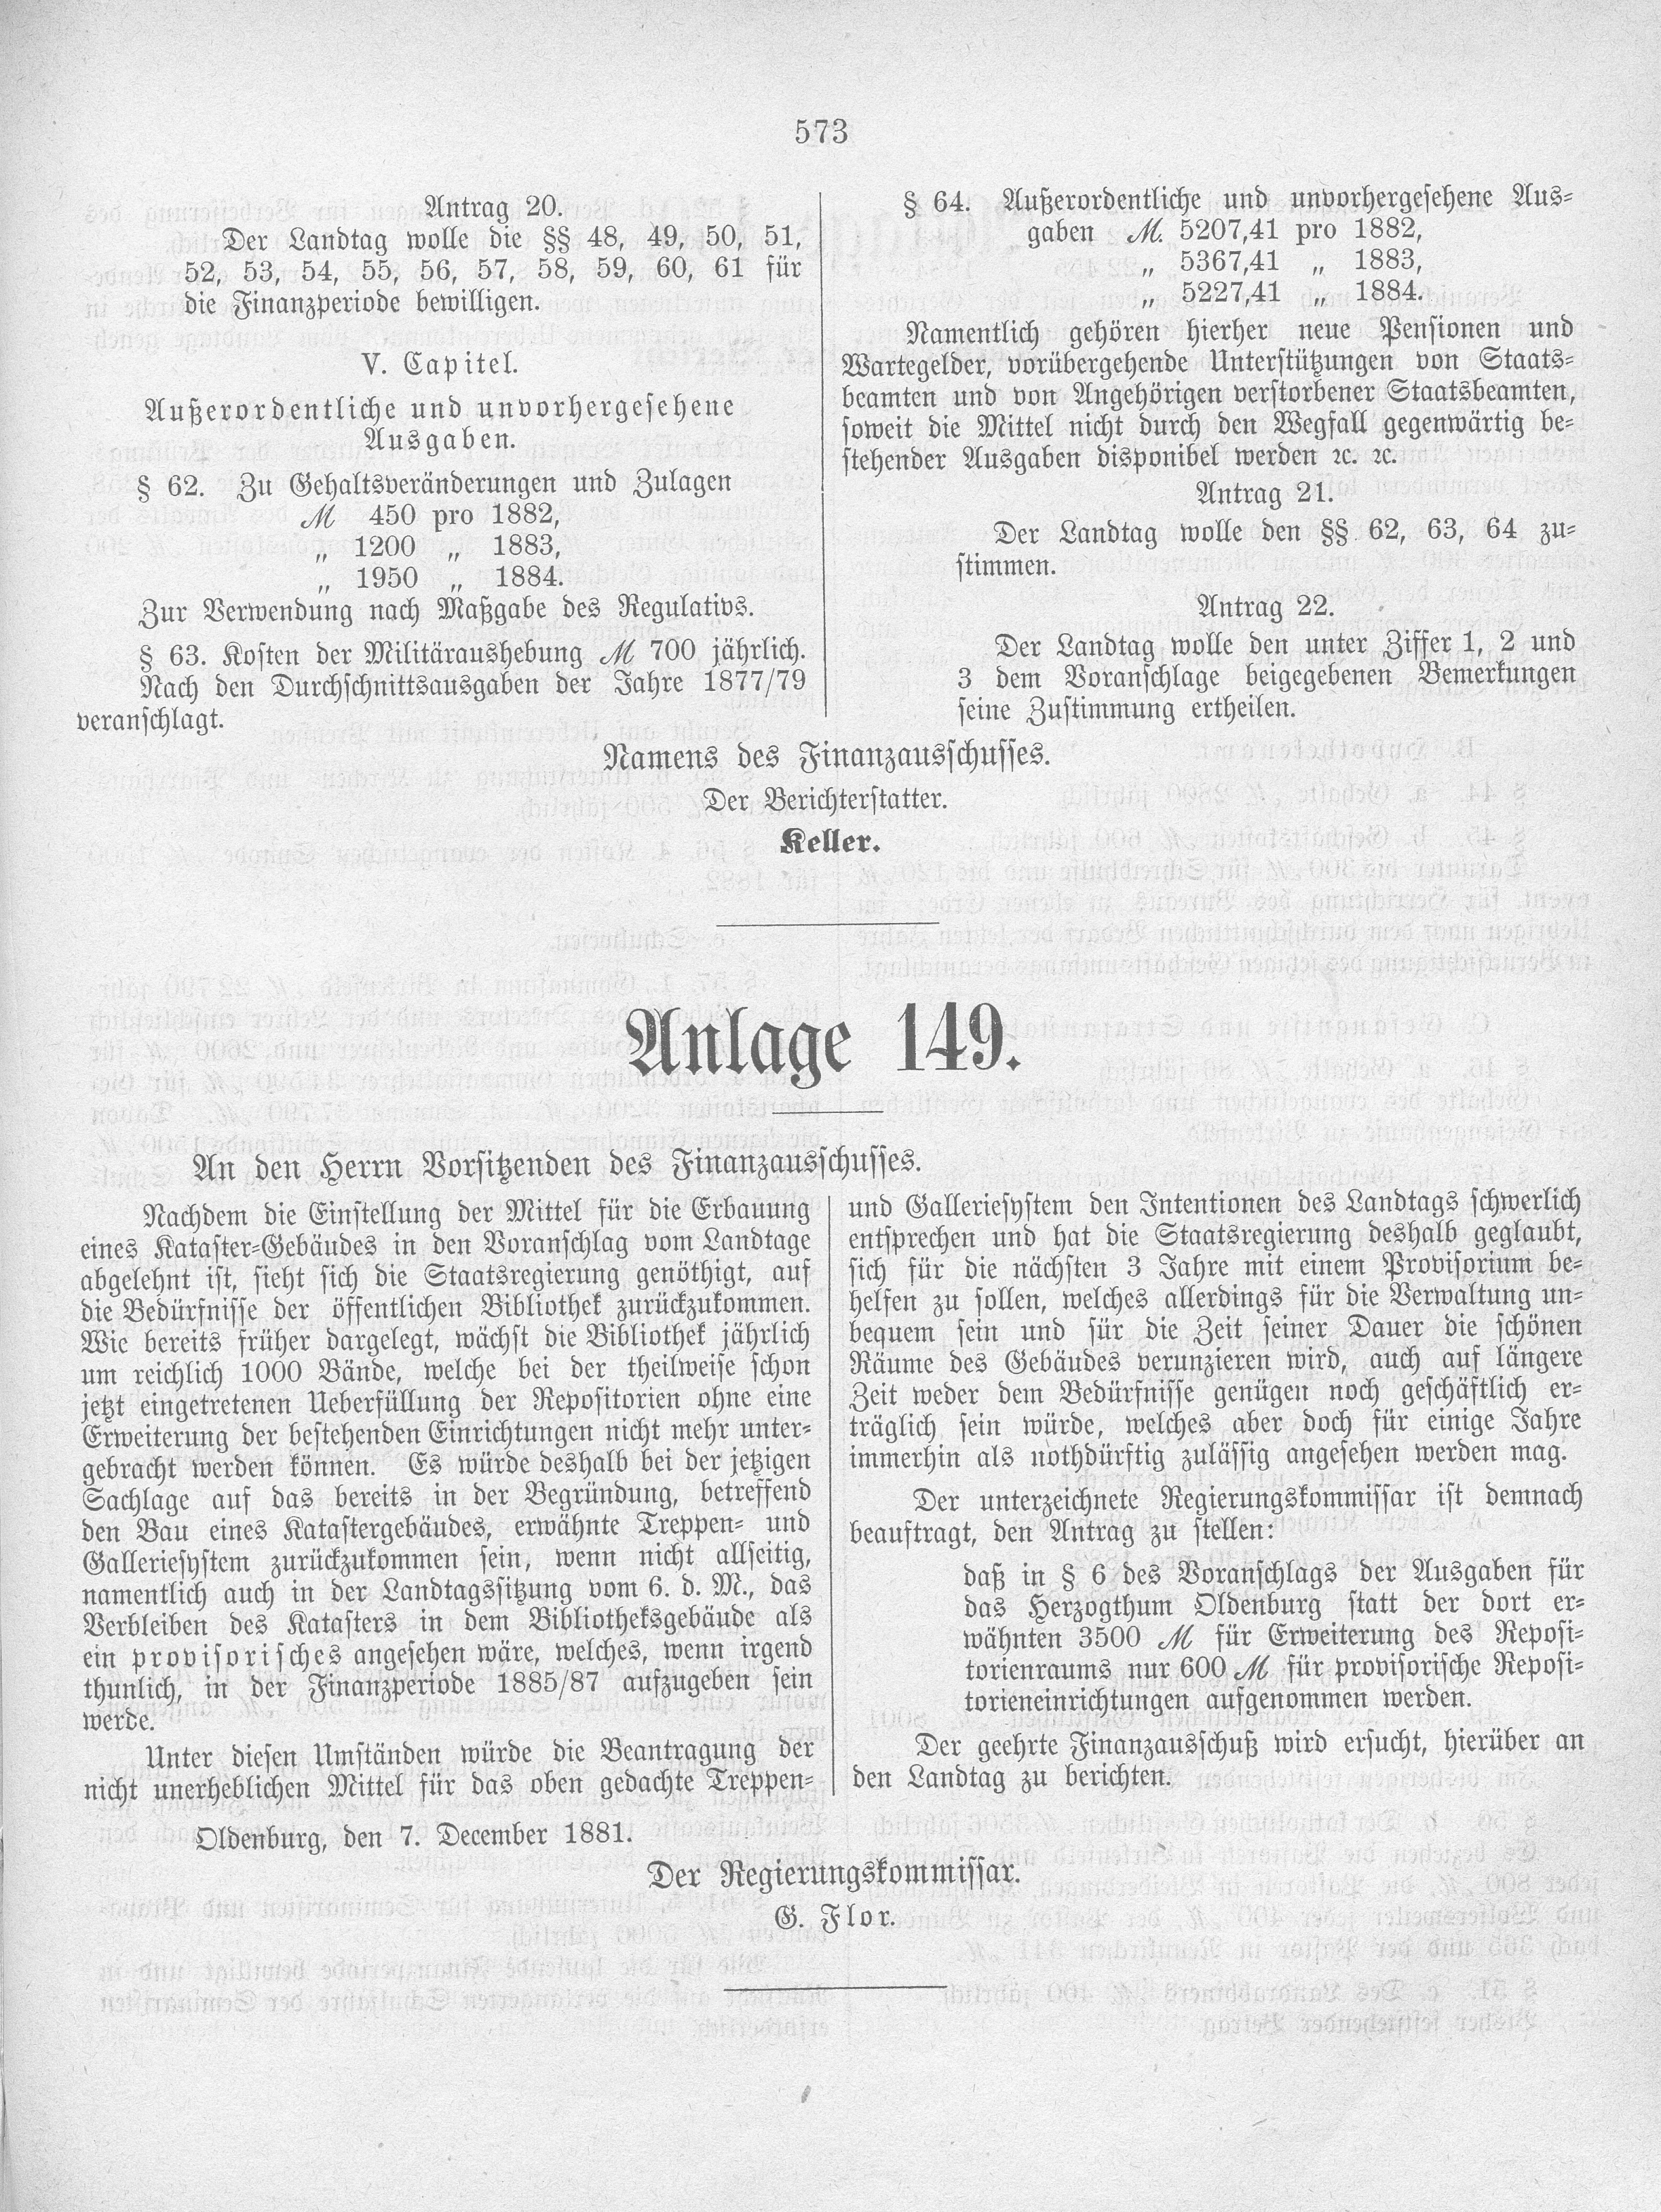 573
Antrag 20.
Der Landtag wolle die §§ 48, 49, 50, 51,
52, 53, 54, 55, 56, 57, 58, 59, 60, 61 für
die Finanzperiode bewilligen.
V. Capitel.
Außerordentliche und unvorhergesehene
Ausgaben.
§ 62. Zu Gehaltsveränderungen und Zulagen
M 450 pro 1882,
„ 1200 „ 1883,
„ 1950 „ 1884.
Zur Verwendung nach Maßgabe des Regulativs.
§ 63. Kosten der Militäraushebung M 700 jährlich.
Nach den Durchschnittsausgaben der Jahre 1877/79
veranschlagt.
§ 64. Außerordentliche und unvorhergesehene Aus-
gaben M. 5207,41 pro 1882,
„ 5367,41 „ 1883,
„ 5227,41 „ 1884.
Namentlich gehören hierher neue Pensionen und
Wartegelder, vorübergehende Unterstützungen von Staats-
beamten und von Angehörigen verstorbener Staatsbeamten,
soweit die Mittel nicht durch den Wegfall gegenwärtig be-
stehender Ausgaben disponibel werden ꝛc. ꝛc.
Antrag 21.
Der Landtag wolle den §§ 62, 63, 64 zu-
stimmen.
Antrag 22.
Der Landtag wolle den unter Ziffer 1, 2 und
3 dem Voranschlage beigegebenen Bemerkungen
seine Zustimmung ertheilen.
Namens des Finanzausschusses.
Der Berichterstatter.
Keller.
Anlage 149.
An den Herrn Vorsitzenden des Finanzausschusses.
Nachdem die Einstellung der Mittel für die Erbauung
eines Kataster-Gebäudes in den Voranschlag vom Landtage
abgelehnt ist, sieht sich die Staatsregierung genöthigt, auf
die Bedürfnisse der öffentlichen Bibliothek zurückzukommen.
Wie bereits früher dargelegt, wächst die Bibliothek jährlich
um reichlich 1000 Bände, welche bei der theilweise schon
jetzt eingetretenen Ueberfüllung der Repositorien ohne eine
Erweiterung der bestehenden Einrichtungen nicht mehr unter-
gebracht werden können. Es würde deshalb bei der jetzigen
Sachlage auf das bereits in der Begründung, betreffend
den Bau eines Katastergebäudes, erwähnte Treppen- und
Galleriesystem zurückzukommen sein, wenn nicht allseitig,
namentlich auch in der Landtagssitzung vom 6. d. M., das
Verbleiben des Katasters in dem Bibliotheksgebäude als
ein provisorisches angesehen wäre, welches, wenn irgend
thunlich, in der Finanzperiode 1885/87 aufzugeben sein
werde.
Unter diesen Umständen würde die Beantragung der
nicht unerheblichen Mittel für das oben gedachte Treppen-
und Galleriesystem den Intentionen des Landtags schwerlich
entsprechen und hat die Staatsregierung deshalb geglaubt,
sich für die nächsten 3 Jahre mit einem Provisorium be-
helfen zu sollen, welches allerdings für die Verwaltung un-
bequem sein und für die Zeit seiner Dauer die schönen
Räume des Gebäudes verunzieren wird, auch auf längere
Zeit weder dem Bedürfnisse genügen noch geschäftlich er-
träglich sein würde, welches aber doch für einige Jahre
immerhin als nothdürftig zulässig angesehen werden mag.
Der unterzeichnete Regierungskommissar ist demnach
beauftragt, den Antrag zu stellen:
daß in § 6 des Voranschlags der Ausgaben für
das Herzogthum Oldenburg statt der dort er-
wähnten 3500 M für Erweiterung des Reposi-
torienraums nur 600 M für provisorische Reposi-
torieneinrichtungen aufgenommen werden.
Der geehrte Finanzausschuß wird ersucht, hierüber an
den Landtag zu berichten.
Oldenburg, den 7. December 1881.
Der Regierungskommissar.
G. Flor.